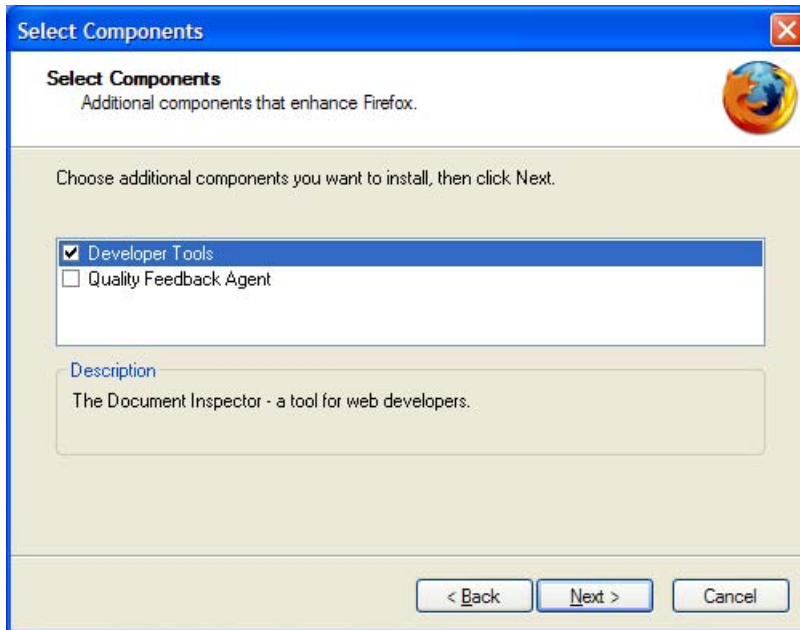 Select Components
Select Components
Additional components that enhance Firefox.
Choose additional components you want to install, then click Next.
Developer Tools
Quality Feedback Agent
Description
The Document Inspector - a tool for web developers.
< Back Next > Cancel